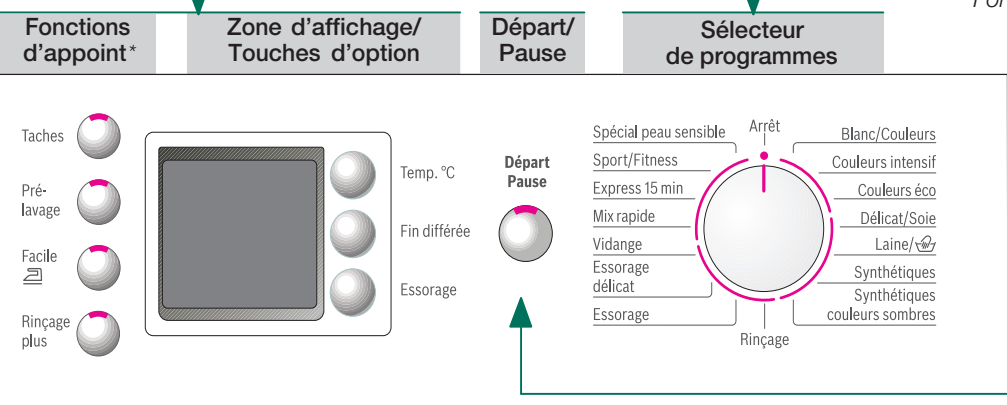 For
Fonctions
d'appoint*
Zone d'affichage/
Touches d'option
Départ/
Pause
Sélecteur
de programmes
Taches
Pré-
lavage
Facile
Rinçage
plus
Temp. °C
Fin différée
Essorage
Départ
Pause
Arrêt
Spécial peau sensible
Sport/Fitness
Express 15 min
Mix rapide
Vidange
Essorage
délicat
Essorage
Rinçage
Blanc/Couleurs
Couleurs intensif
Couleurs éco
Délicat/Soie
Laine/
Synthétiques
Synthétiques
couleurs sombres